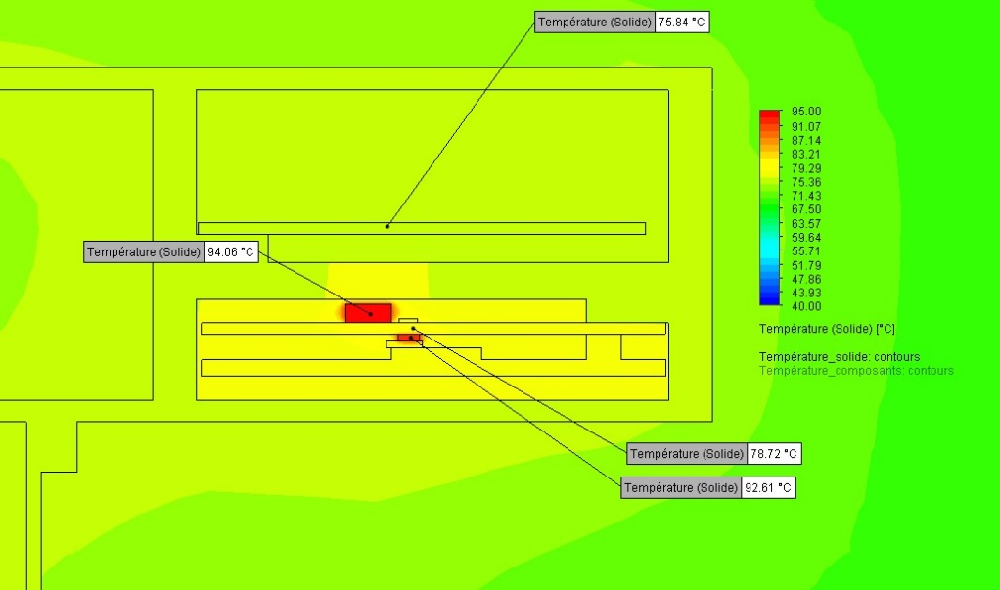 Température (Solide) 75.84 °C
95.00
91.07
87.14
83.21
79.29
75.36
71.43
67.50
63.57
59.64
55.71
51.79
47.86
43.93
40.00
Température (Solide) 94.06 °C
Température (Solide) [°C]
Température_solide: contours
Température_composants: contours
Température (Solide) 78.72 °C
Température (Solide) 92.61 °C